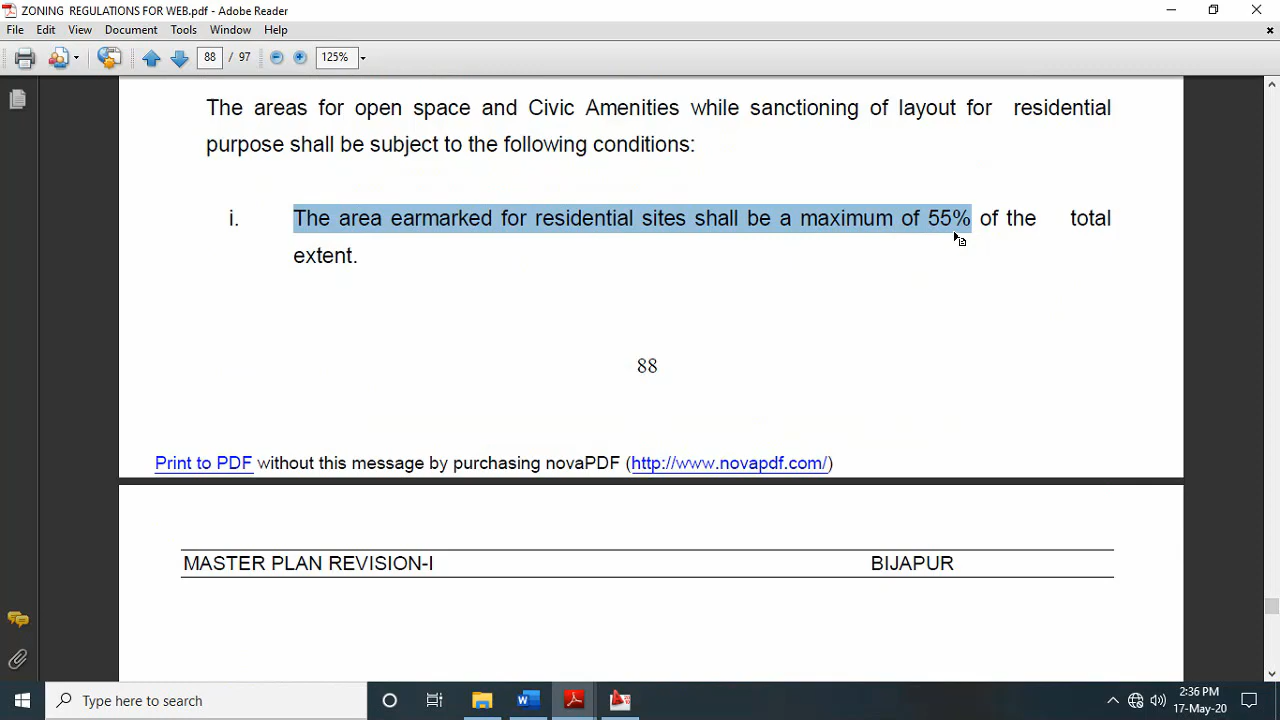 ZONING REGULATIONS FOR WEB.pdf - Adobe Reader
File Edit View Document Tools Window Help
88 / 97 125%
The areas for open space and Civic Amenities while sanctioning of layout for residential
purpose shall be subject to the following conditions:
i. The area earmarked for residential sites shall be a maximum of 55% of the total
extent.
88
Print to PDF without this message by purchasing novaPDF (http://www.novapdf.com/)
MASTER PLAN REVISION-I BIJAPUR
Type here to search
2:36 PM
17-May-20